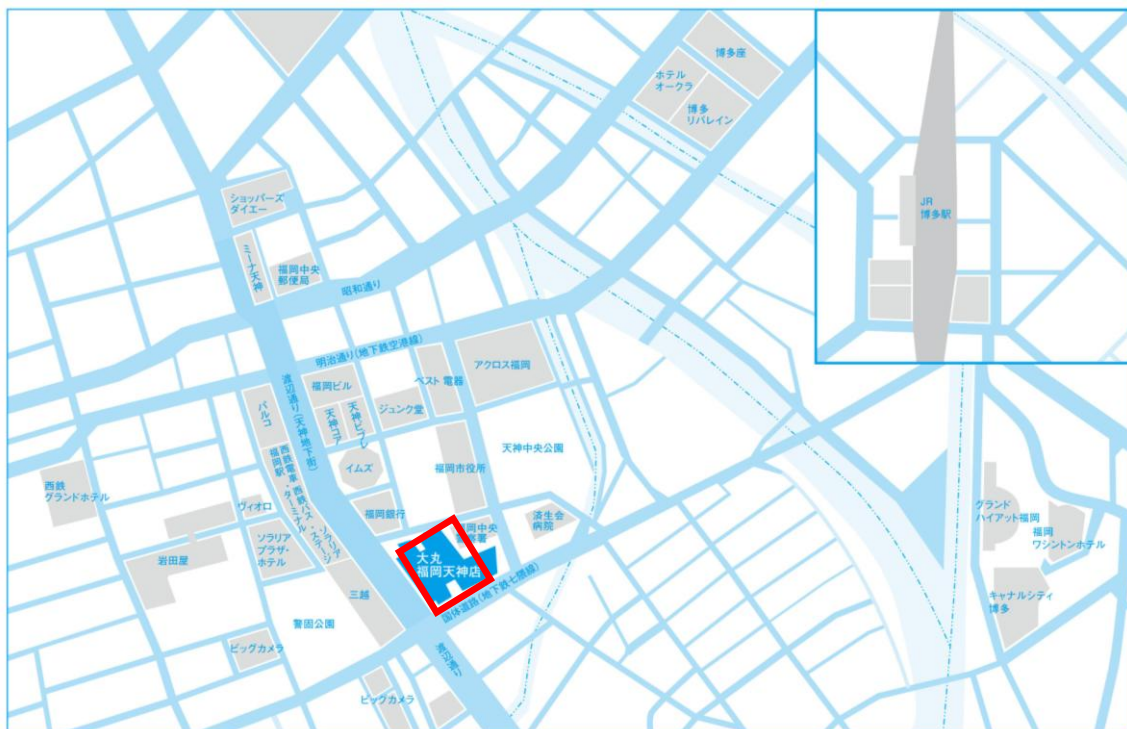 博多座
ホテル
オークラ
博多
リバレイン
JR
博多駅
ショッパーズ
ダイエー
ミーナ天神
福岡中央
郵便局
昭和通り
明治通り(地下鉄空港線)
渡辺通り(天神地下街)
福岡ビル
ベスト電器
アクロス福岡
パルコ
天神コア
天神ビブレ
ジュンク堂
イムズ
福岡市役所
天神中央公園
西鉄
グランドホテル
西鉄電車・西鉄バス・ソラリア
福岡駅・ターミナル・ステージ
ヴィオロ
福岡銀行
福岡中央
警察署
済生会
病院
グランド
ハイアット福岡
福岡
ワシントンホテル
岩田屋
ソラリア
プラザ・
ホテル
大丸
福岡天神店
国体道路(地下鉄七隈線)
三越
キャナルシティ
博多
警固公園
ビックカメラ
渡辺通り
ビックカメラ